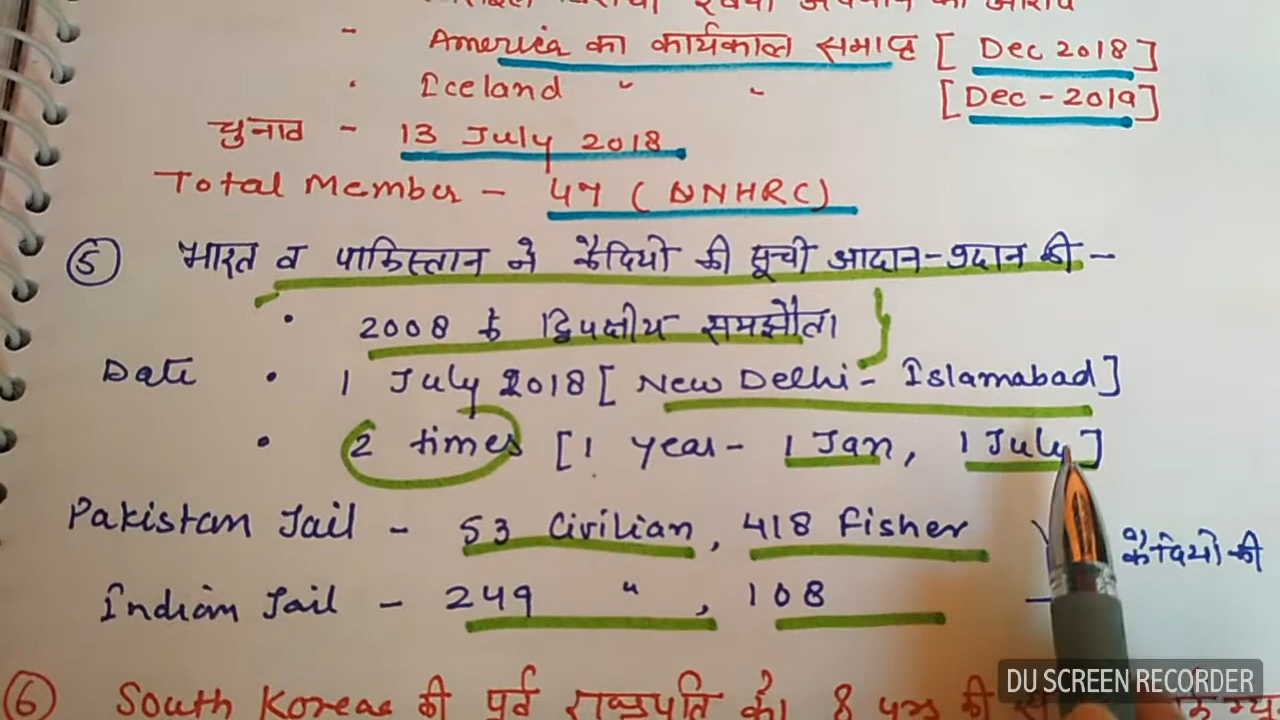 America का कार्यकाल समाप्त [ Dec 2018 ]
Iceland " " [ Dec - 2019 ]
चुनाव - 13 July 2018
Total Member - 47 ( UNHRC )
⑤ भारत व पाकिस्तान ने कैदियो की सूची आदान-प्रदान की -
2008 के द्विपक्षीय समझौता
Date • 1 July 2018 [ New Delhi - Islamabad ]
• 2 times [ 1 year - 1 Jan, 1 July ]
Pakistan Jail - 53 Civilian, 418 Fisher
कैदियो की
Indian Jail - 249 " , 108
⑥ South Korea की पूर्व राष्ट्रपति को 8 की
DU SCREEN RECORDER